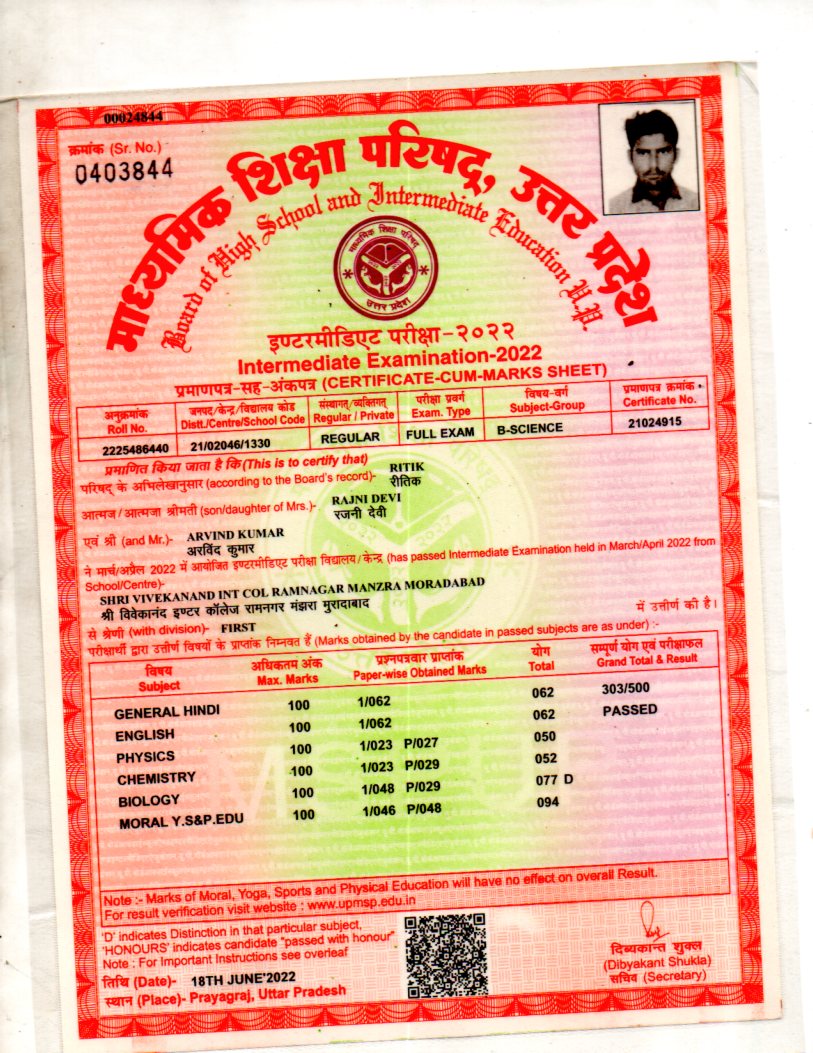 00024844
क्रमांक (Sr. No.)
0403844
माध्यमिक शिक्षा परिषद्, उत्तर प्रदेश
Board of High School and Intermediate Education U.P.
माध्यमिक शिक्षा परिषद्
उत्तर प्रदेश
इण्टरमीडिएट परीक्षा-२०२२
Intermediate Examination-2022
प्रमाणपत्र-सह-अंकपत्र (CERTIFICATE-CUM-MARKS SHEET)
अनुक्रमांक जनपद/केन्द्र/विद्यालय कोड संस्थागत/व्यक्तिगत परीक्षा प्रवर्ग विषय-वर्ग प्रमाणपत्र क्रमांक
Roll No. Distt./Centre/School Code Regular / Private Exam. Type Subject-Group Certificate No.
2225486440 21/02046/1330 REGULAR FULL EXAM B-SCIENCE 21024915
प्रमाणित किया जाता है कि (This is to certify that)
परिषद् के अभिलेखानुसार (according to the Board's record)- RITIK
रीतिक
आत्मज/आत्मजा श्रीमती (son/daughter of Mrs.)- RAJNI DEVI
रजनी देवी
एवं श्री (and Mr.)- ARVIND KUMAR
अरविंद कुमार
ने मार्च/अप्रैल 2022 में आयोजित इण्टरमीडिएट परीक्षा विद्यालय/केन्द्र (has passed Intermediate Examination held in March/April 2022 from
School/Centre)-
SHRI VIVEKANAND INT COL RAMNAGAR MANZRA MORADABAD
श्री विवेकानंद इण्टर कॉलेज रामनगर मंझरा मुरादाबाद
में उत्तीर्ण की है।
से श्रेणी (with division)- FIRST
परीक्षार्थी द्वारा उत्तीर्ण विषयों के प्राप्तांक निम्नवत हैं (Marks obtained by the candidate in passed subjects are as under) :-
विषय अधिकतम अंक प्रश्नपत्रवार प्राप्तांक योग सम्पूर्ण योग एवं परीक्षाफल
Subject Max. Marks Paper-wise Obtained Marks Total Grand Total & Result
GENERAL HINDI 100 1/062 062 303/500
ENGLISH 100 1/062 062 PASSED
PHYSICS 100 1/023 P/027 050
CHEMISTRY 100 1/023 P/029 052
BIOLOGY 100 1/048 P/029 077 D
MORAL Y.S&P.EDU 100 1/046 P/048 094
Note :- Marks of Moral, Yoga, Sports and Physical Education will have no effect on overall Result.
For result verification visit website : www.upmsp.edu.in
'D' indicates Distinction in that particular subject,
'HONOURS' indicates candidate "passed with honour"
Note : For Important Instructions see overleaf
तिथि (Date)- 18TH JUNE'2022
स्थान (Place)- Prayagraj, Uttar Pradesh
दिब्यकान्त शुक्ल
(Dibyakant Shukla)
सचिव (Secretary)